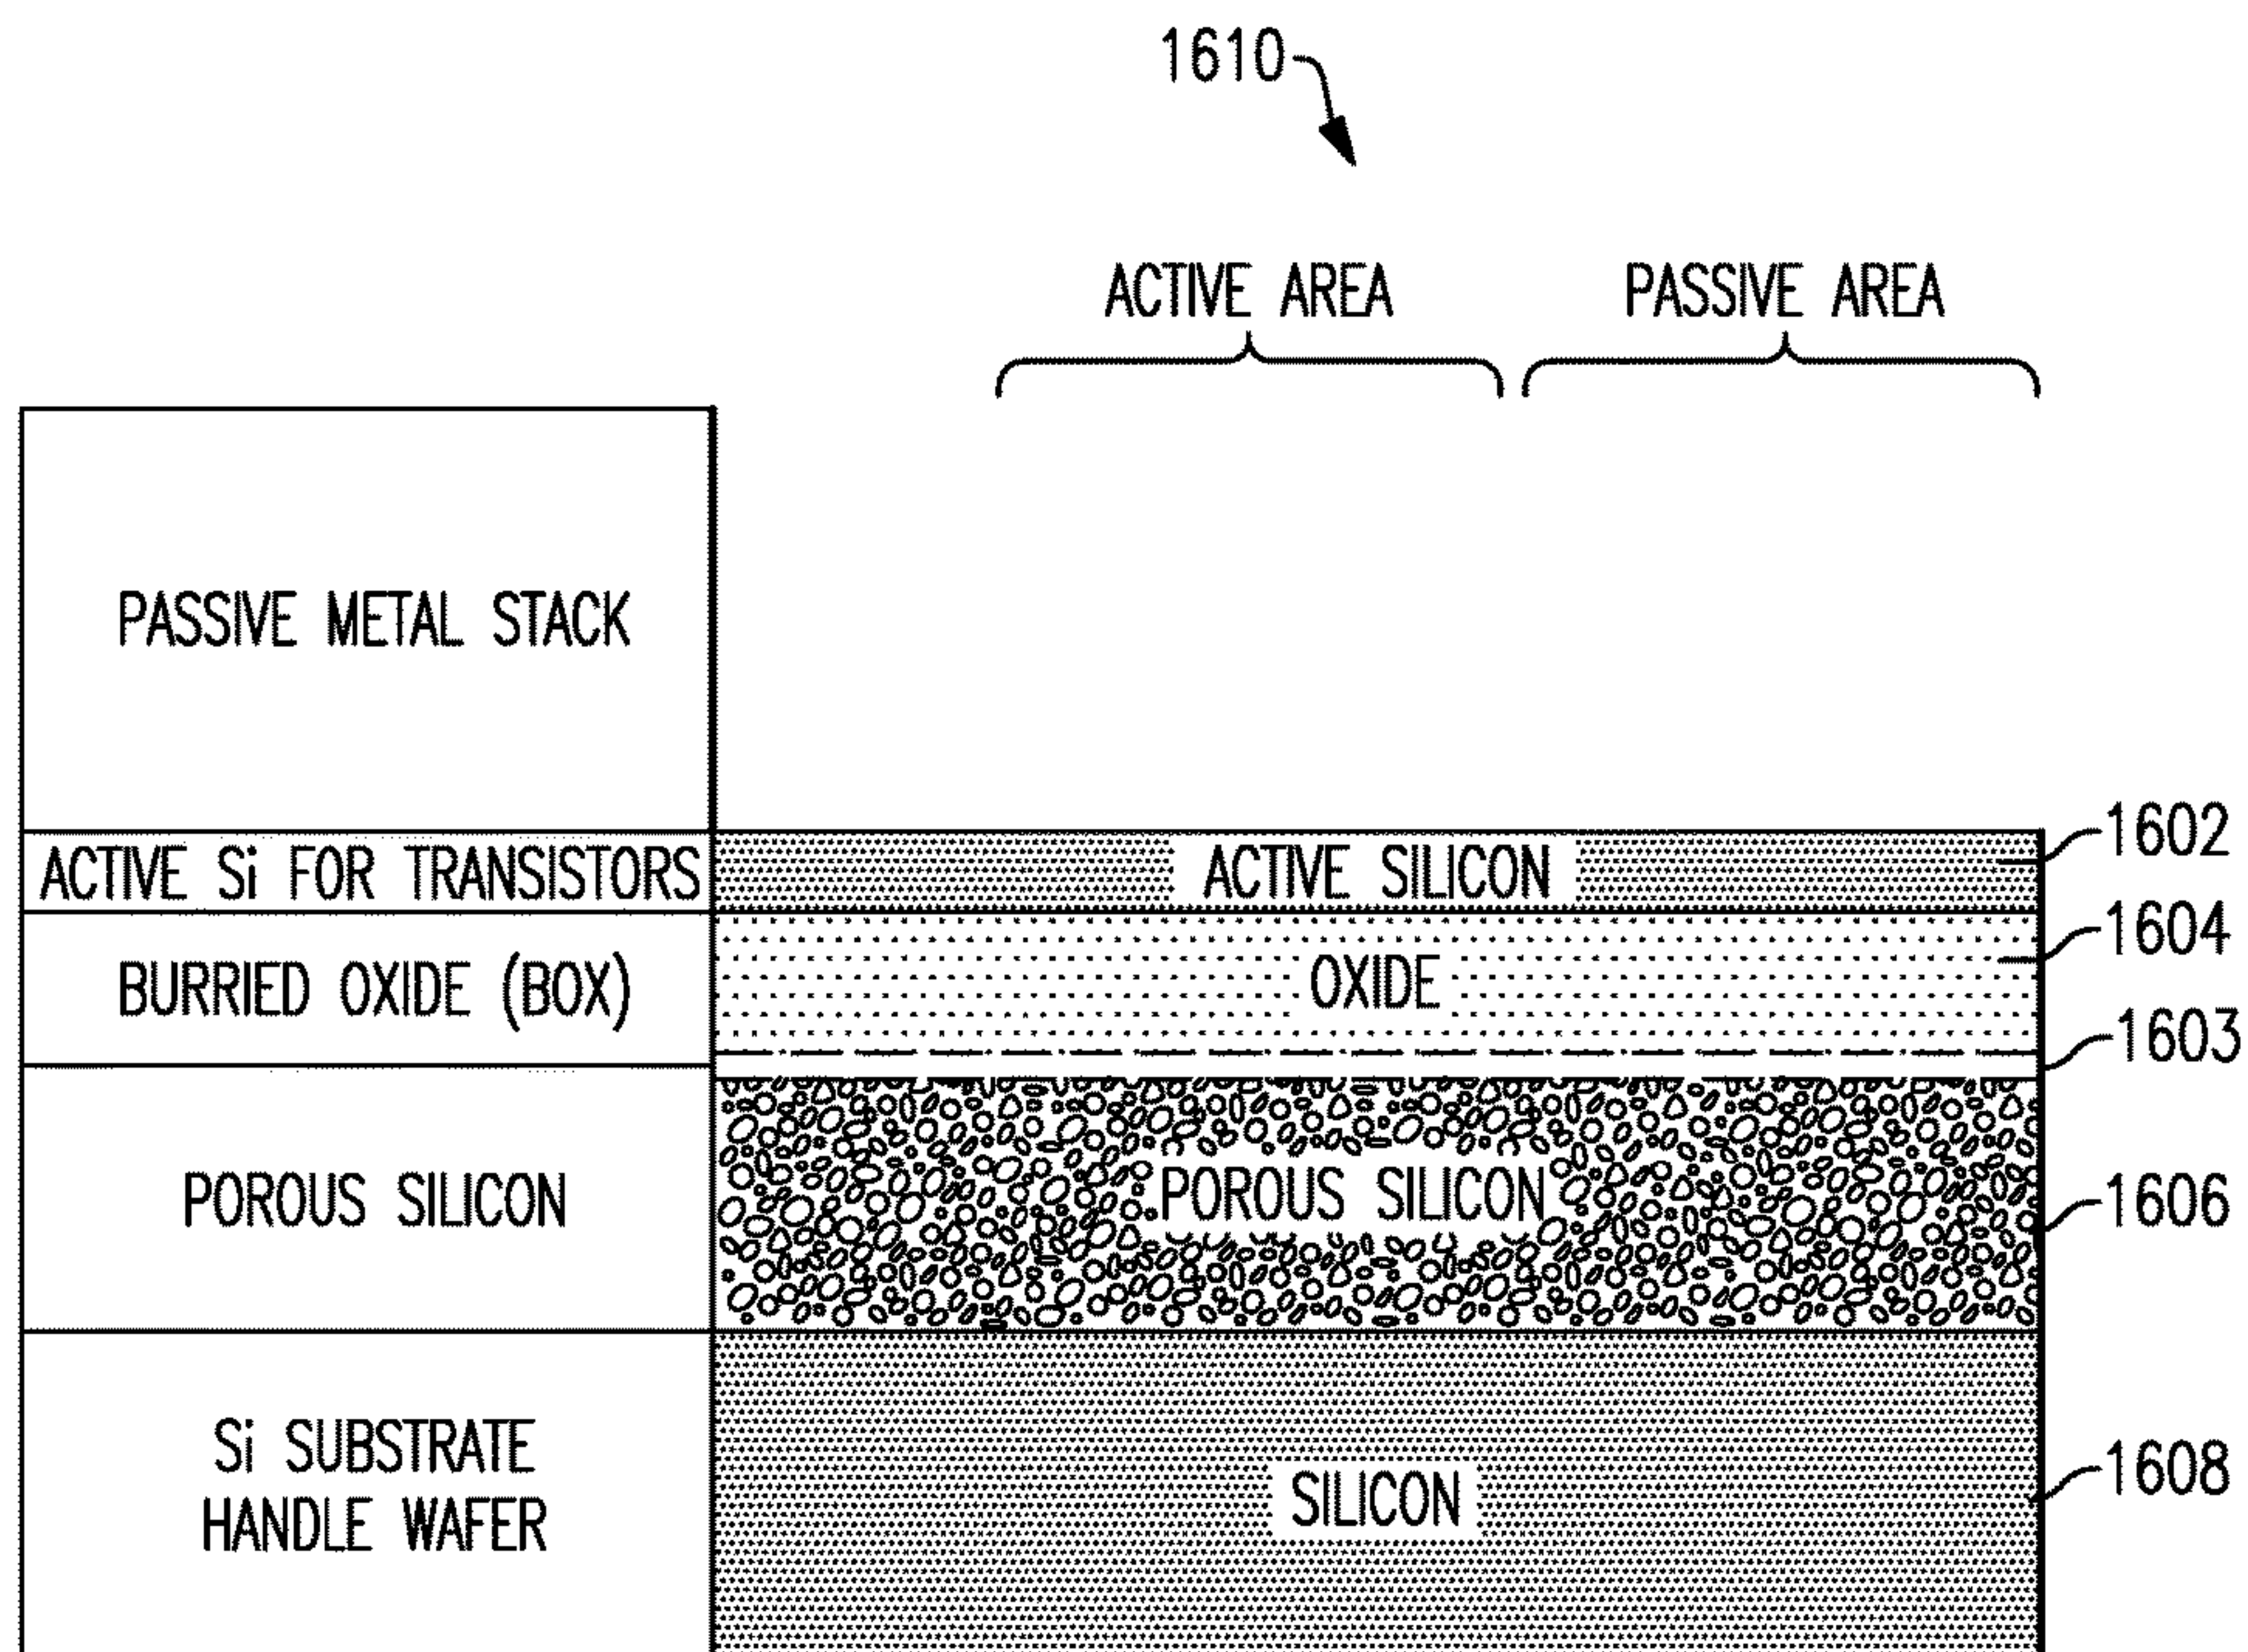 1610
ACTIVE AREA
PASSIVE AREA
PASSIVE METAL STACK
ACTIVE Si FOR TRANSISTORS
ACTIVE SILICON
1602
BURRIED OXIDE (BOX)
OXIDE
1604
1603
POROUS SILICON
POROUS SILICON
1606
Si SUBSTRATE
HANDLE WAFER
SILICON
1608